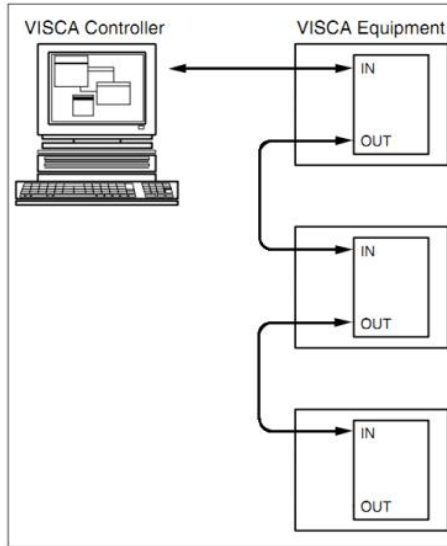 VISCA Controller
VISCA Equipment
IN
OUT
IN
OUT
IN
OUT